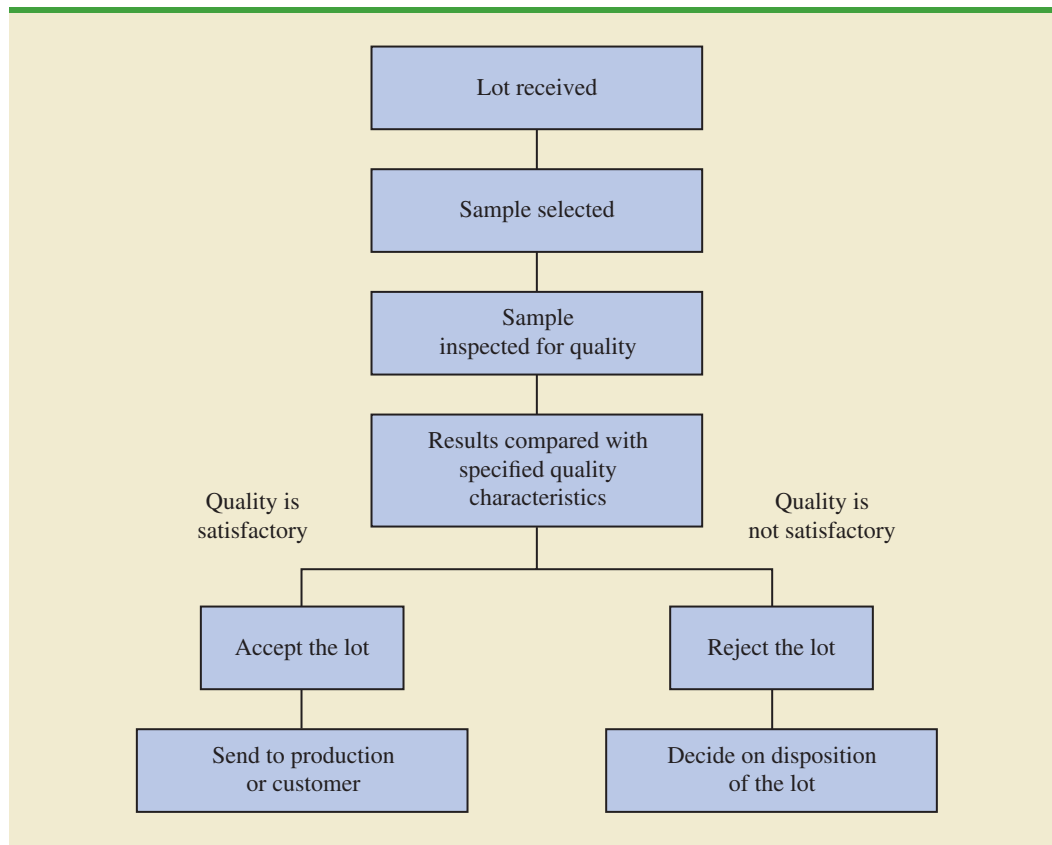 Lot received
Sample selected
Sample
inspected for quality
Results compared with
specified quality
characteristics
Quality is
satisfactory
Quality is
not satisfactory
Accept the lot
Reject the lot
Send to production
or customer
Decide on disposition
of the lot